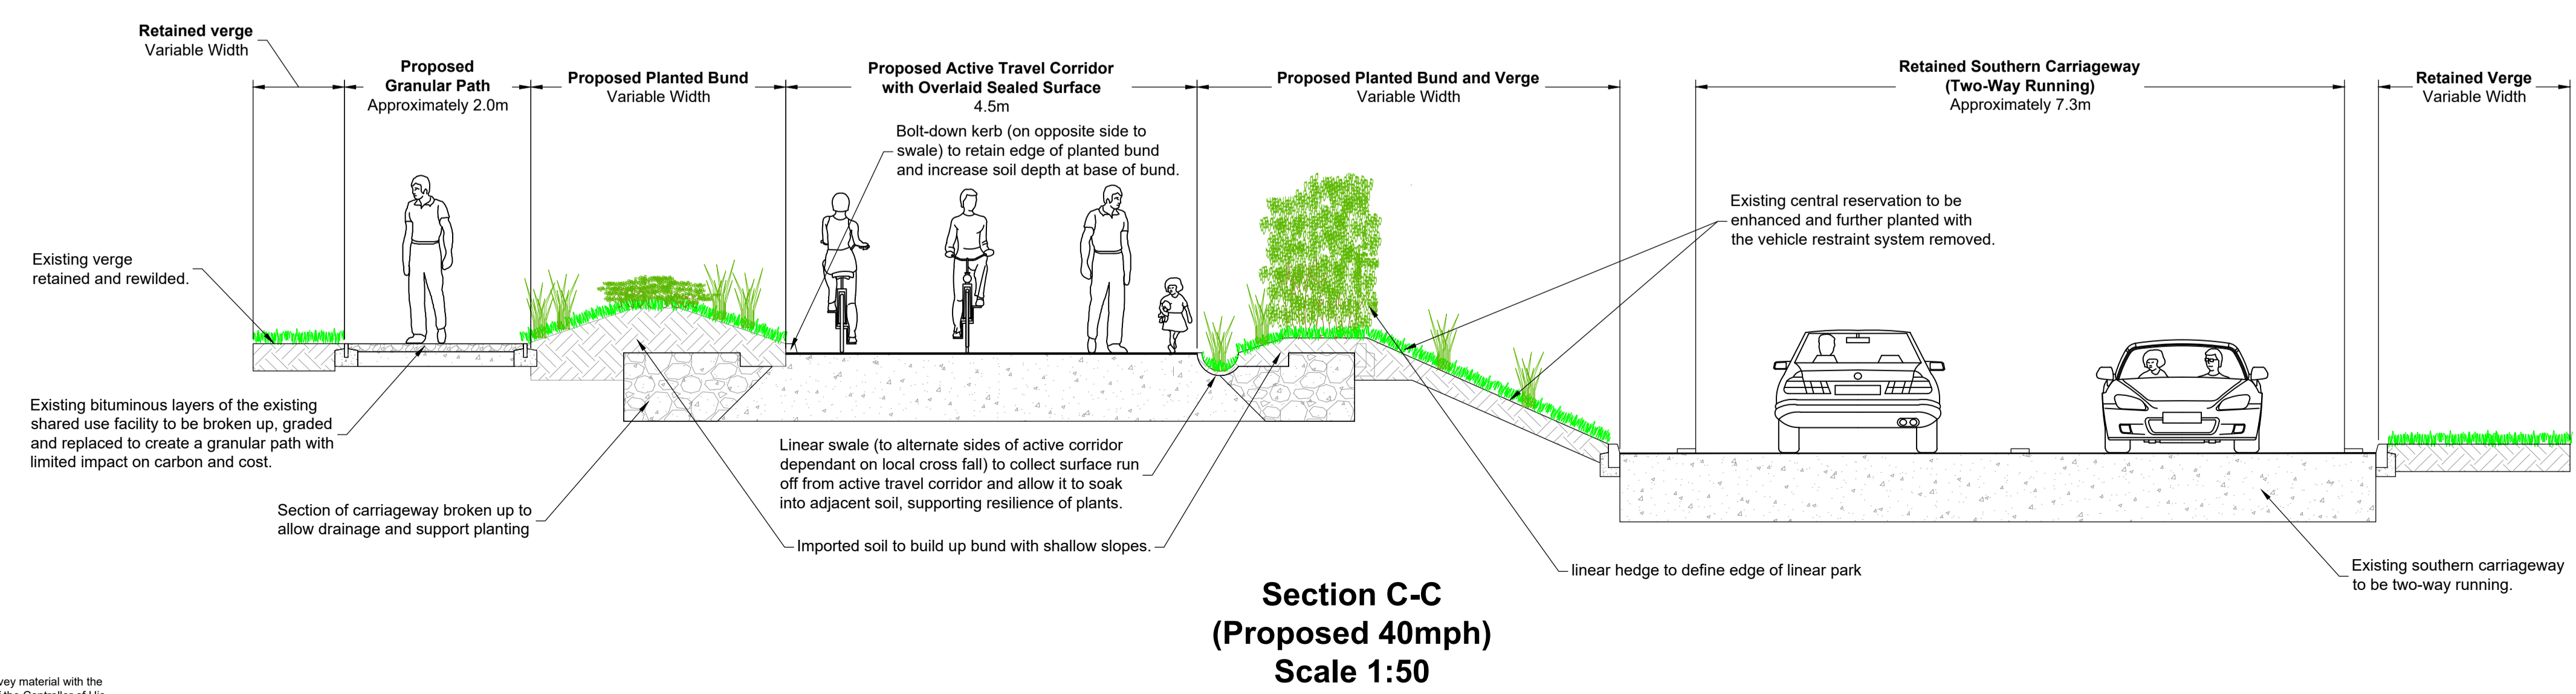 Retained verge
Variable Width
Proposed
Granular Path
Approximately 2.0m
Proposed Planted Bund
Variable Width
Proposed Active Travel Corridor
with Overlaid Sealed Surface
4.5m
Proposed Planted Bund and Verge
Variable Width
Retained Southern Carriageway
(Two-Way Running)
Approximately 7.3m
Retained Verge
Variable Width
Bolt-down kerb (on opposite side to
swale) to retain edge of planted bund
and increase soil depth at base of bund.
Existing central reservation to be
enhanced and further planted with
the vehicle restraint system removed.
Existing verge
retained and rewilded.
Existing bituminous layers of the existing
shared use facility to be broken up, graded
and replaced to create a granular path with
limited impact on carbon and cost.
Linear swale (to alternate sides of active corridor
dependant on local cross fall) to collect surface run
off from active travel corridor and allow it to soak
into adjacent soil, supporting resilience of plants.
Section of carriageway broken up to
allow drainage and support planting
Imported soil to build up bund with shallow slopes.
linear hedge to define edge of linear park
Existing southern carriageway
to be two-way running.
Section C-C
(Proposed 40mph)
Scale 1:50
vey material with the